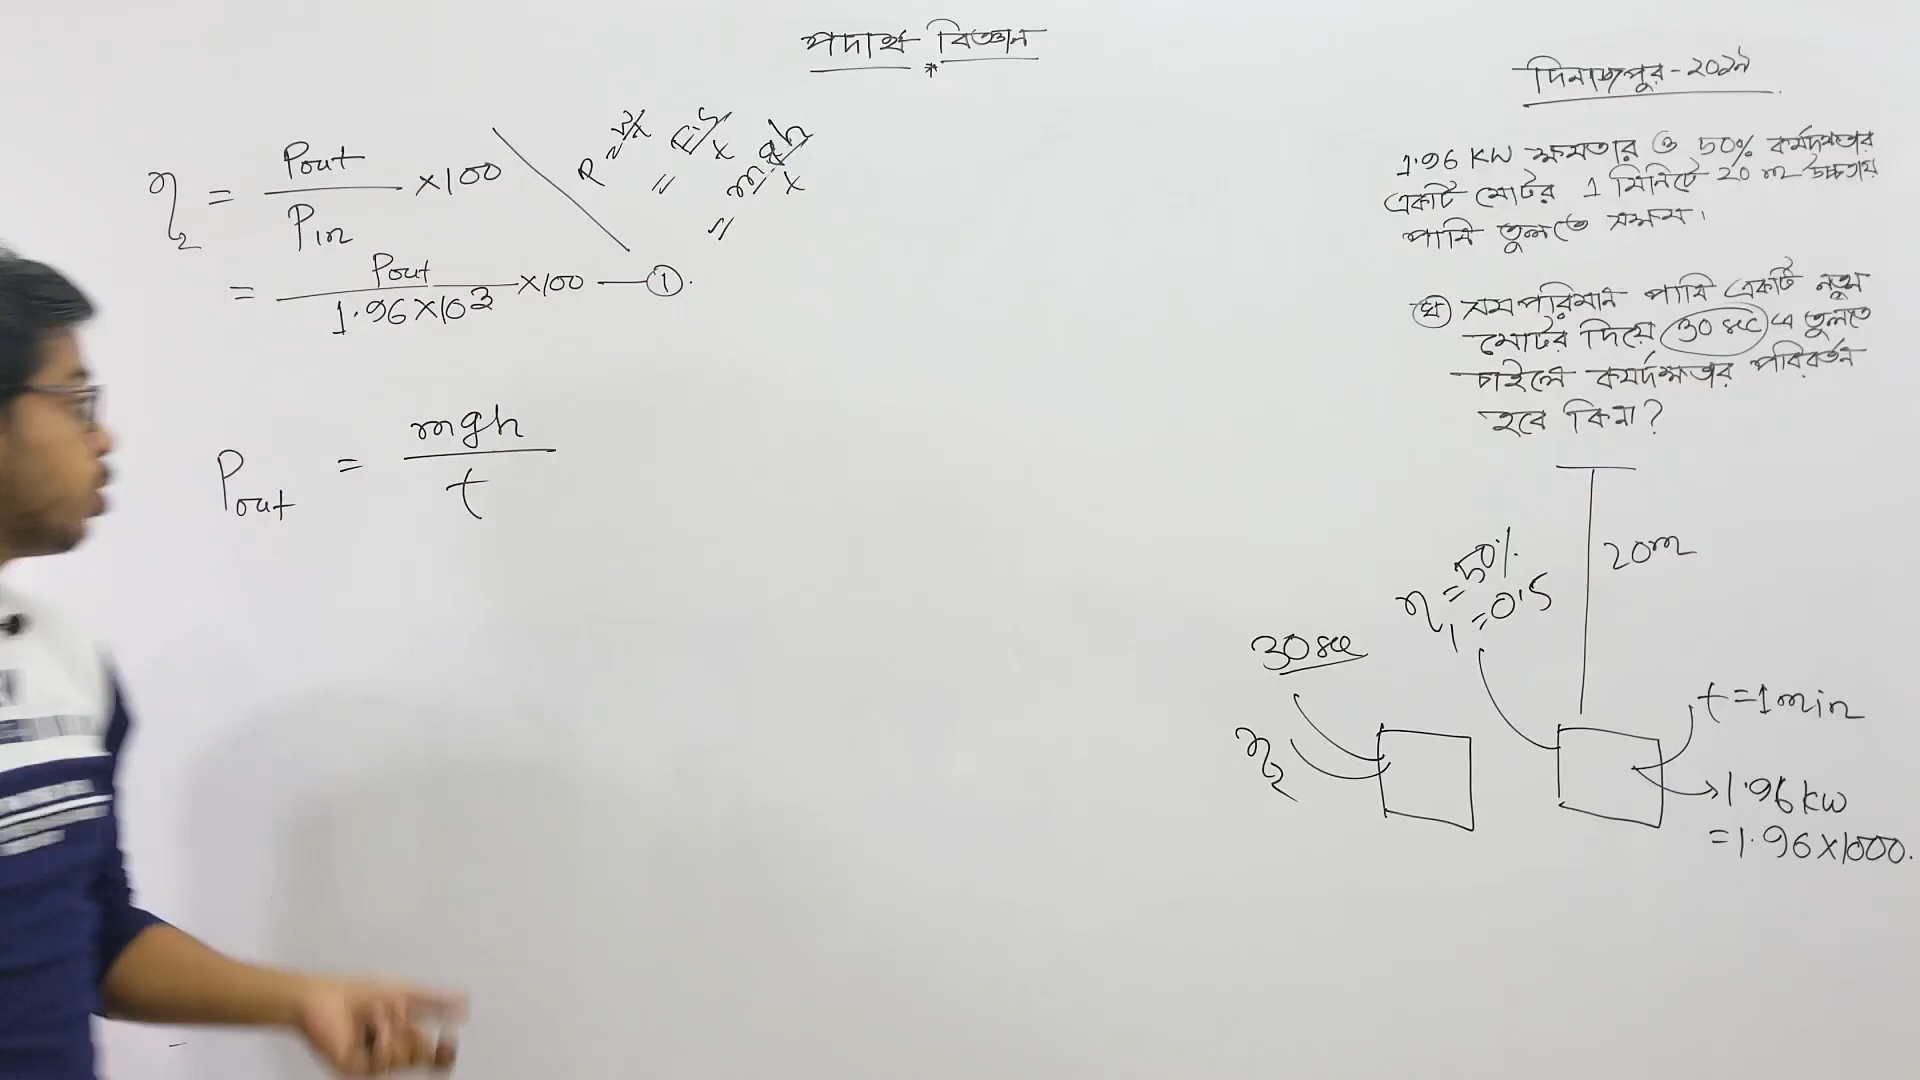 পদার্থ বিজ্ঞান
*
η₂ = Pout / Pin ×100
= Pout / 1.96×10³ ×100 — ①.
P = W/t = F.S/t
= mgh/t
Pout = mgh / t
দিনাজপুর-২০১৯
1.96 KW ক্ষমতার ও 50% কর্মদক্ষতার
একটি মোটর 1 মিনিটে 20 m উচ্চতায়
পানি তুলতে সক্ষম।
ঘ সমপরিমান পানি একটি নতুন
মোটর দিয়ে 30 sec এ তুলতে
চাইলে কর্মদক্ষতার পরিবর্তন
হবে কিনা?
20m
η₁ = 50%
= 0.5
30 sec
η₂
t = 1 min
1.96 kW
= 1.96×1000.